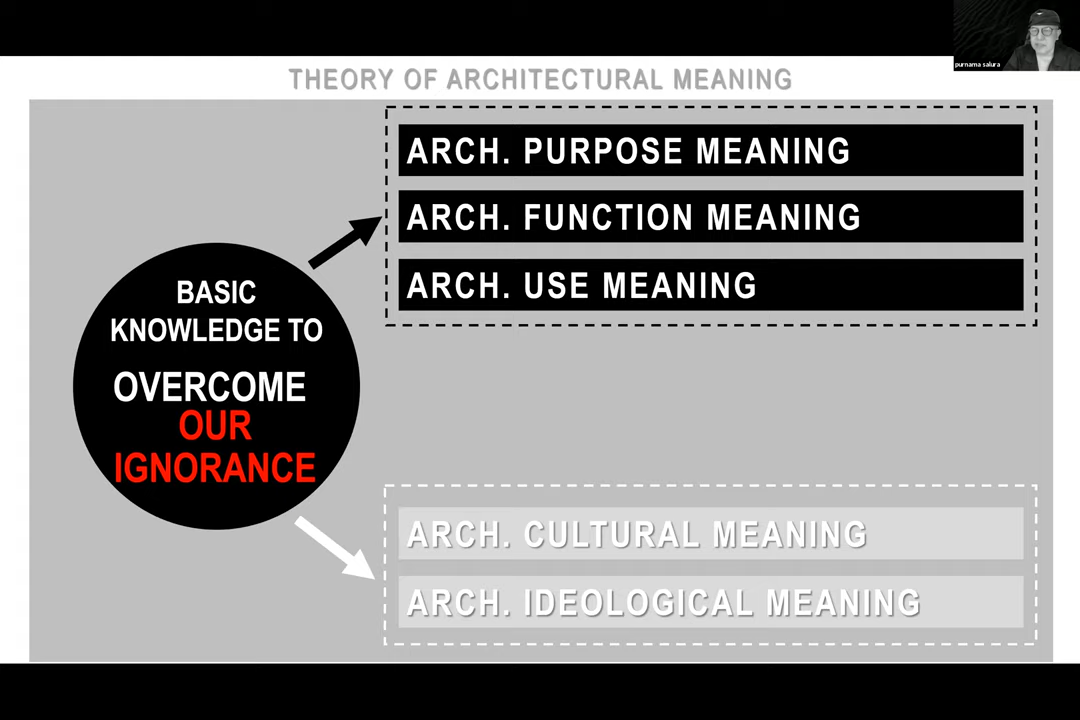 purnama salura
THEORY OF ARCHITECTURAL MEANING
ARCH. PURPOSE MEANING
ARCH. FUNCTION MEANING
ARCH. USE MEANING
BASIC
KNOWLEDGE TO
OVERCOME
OUR
IGNORANCE
ARCH. CULTURAL MEANING
ARCH. IDEOLOGICAL MEANING